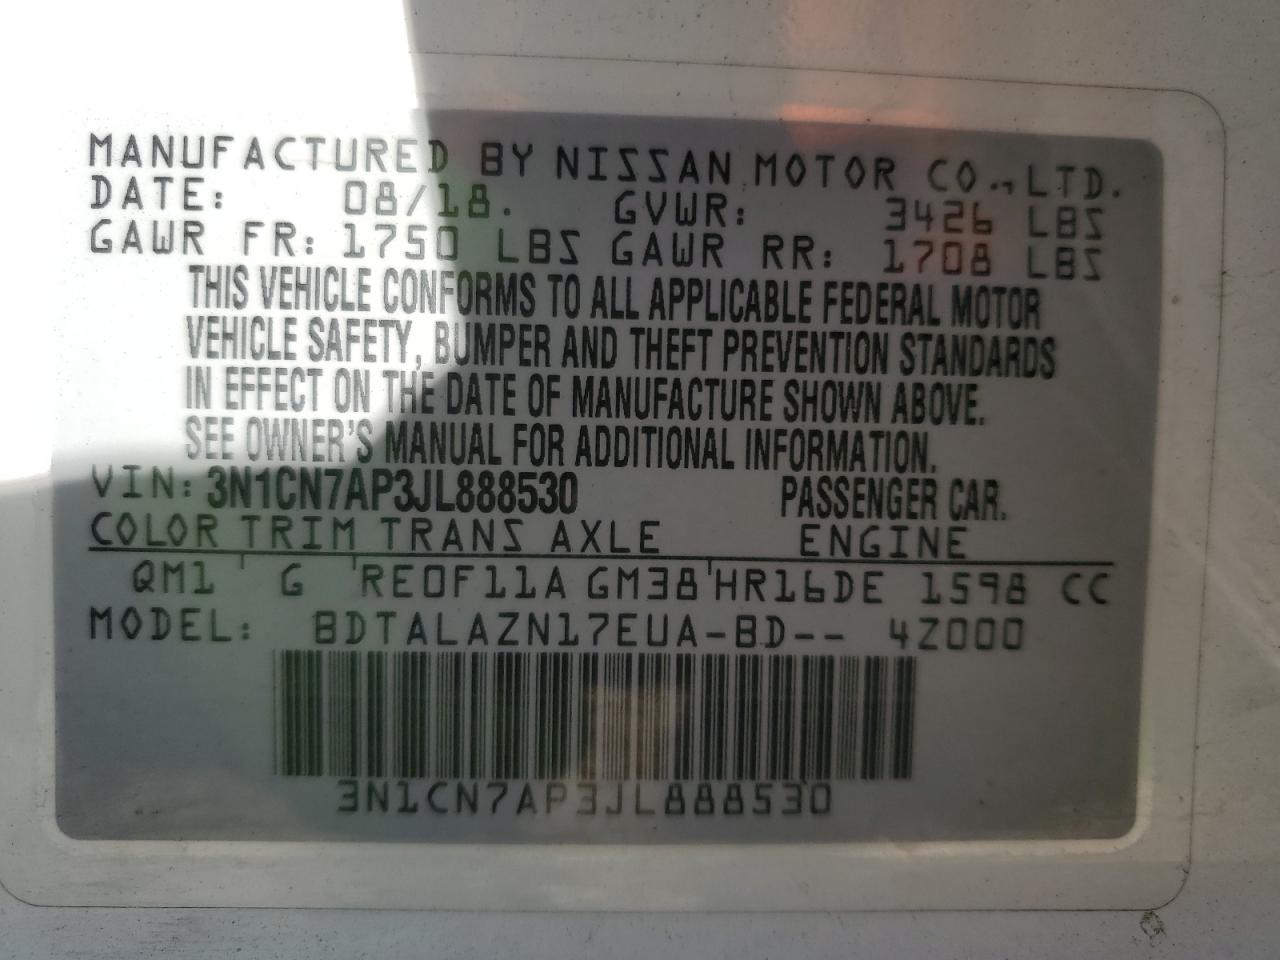 MANUFACTURED BY NISSAN MOTOR CO., LTD.
DATE: 08/18. GVWR: 3426 LBS
GAWR FR: 1750 LBS GAWR RR: 1708 LBS
THIS VEHICLE CONFORMS TO ALL APPLICABLE FEDERAL MOTOR
VEHICLE SAFETY, BUMPER AND THEFT PREVENTION STANDARDS
IN EFFECT ON THE DATE OF MANUFACTURE SHOWN ABOVE.
SEE OWNER'S MANUAL FOR ADDITIONAL INFORMATION.
VIN: 3N1CN7AP3JL888530 PASSENGER CAR.
COLOR TRIM TRANS AXLE ENGINE
QM1 G RE0F11A GM38 HR16DE 1598 CC
MODEL: BDTALAZN17EUA-BD-- 4Z000
3N1CN7AP3JL888530